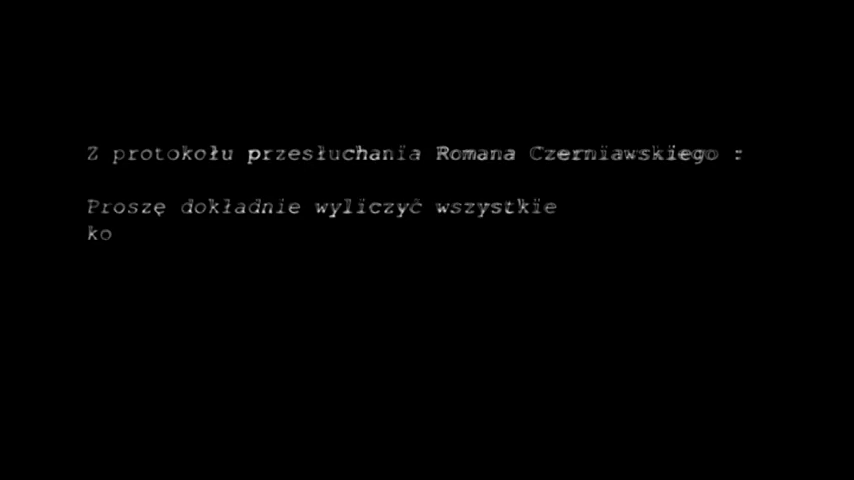 Z protokołu przesłuchania Romana Czerniawskiego :
Proszę dokładnie wyliczyć wszystkie
ko